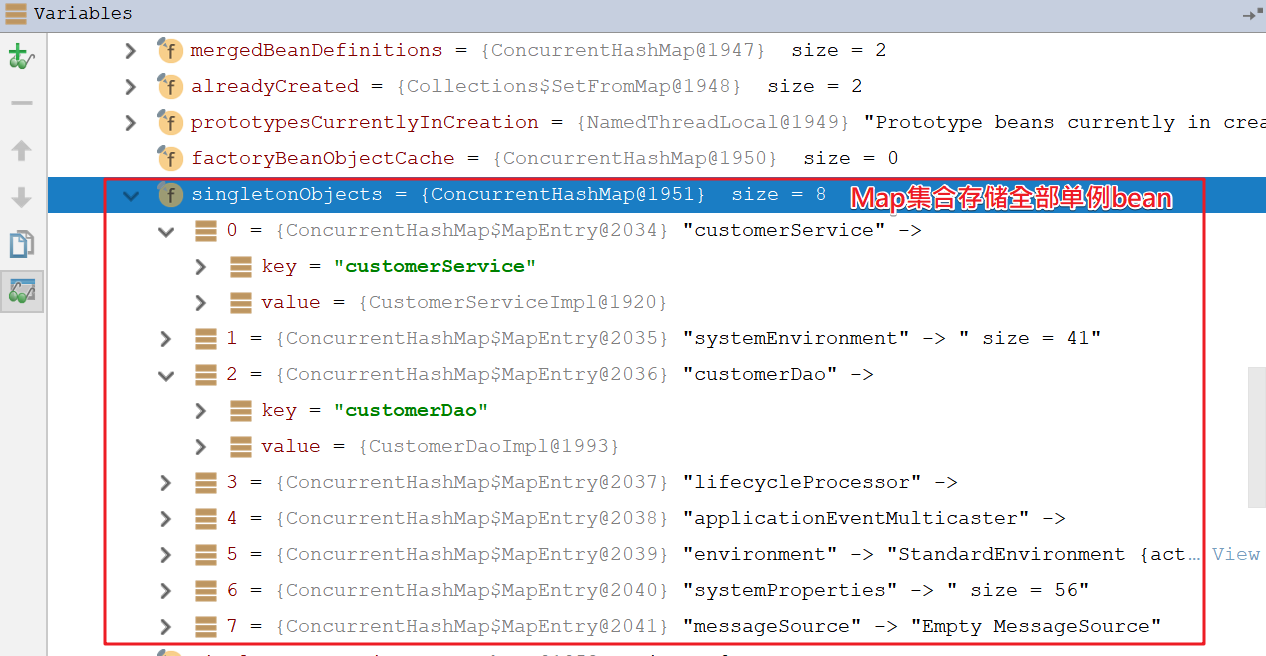 Variables
mergedBeanDefinitions = {ConcurrentHashMap@1947} size = 2
alreadyCreated = {Collections$SetFromMap@1948} size = 2
prototypesCurrentlyInCreation = {NamedThreadLocal@1949} "Prototype beans currently in crea
factoryBeanObjectCache = {ConcurrentHashMap@1950} size = 0
singletonObjects = {ConcurrentHashMap@1951} size = 8 Map集合存储全部单例bean
0 = {ConcurrentHashMap$MapEntry@2034} "customerService" ->
key = "customerService"
value = {CustomerServiceImpl@1920}
1 = {ConcurrentHashMap$MapEntry@2035} "systemEnvironment" -> " size = 41"
2 = {ConcurrentHashMap$MapEntry@2036} "customerDao" ->
key = "customerDao"
value = {CustomerDaoImpl@1993}
3 = {ConcurrentHashMap$MapEntry@2037} "lifecycleProcessor" ->
4 = {ConcurrentHashMap$MapEntry@2038} "applicationEventMulticaster" ->
5 = {ConcurrentHashMap$MapEntry@2039} "environment" -> "StandardEnvironment {act... View
6 = {ConcurrentHashMap$MapEntry@2040} "systemProperties" -> " size = 56"
7 = {ConcurrentHashMap$MapEntry@2041} "messageSource" -> "Empty MessageSource"